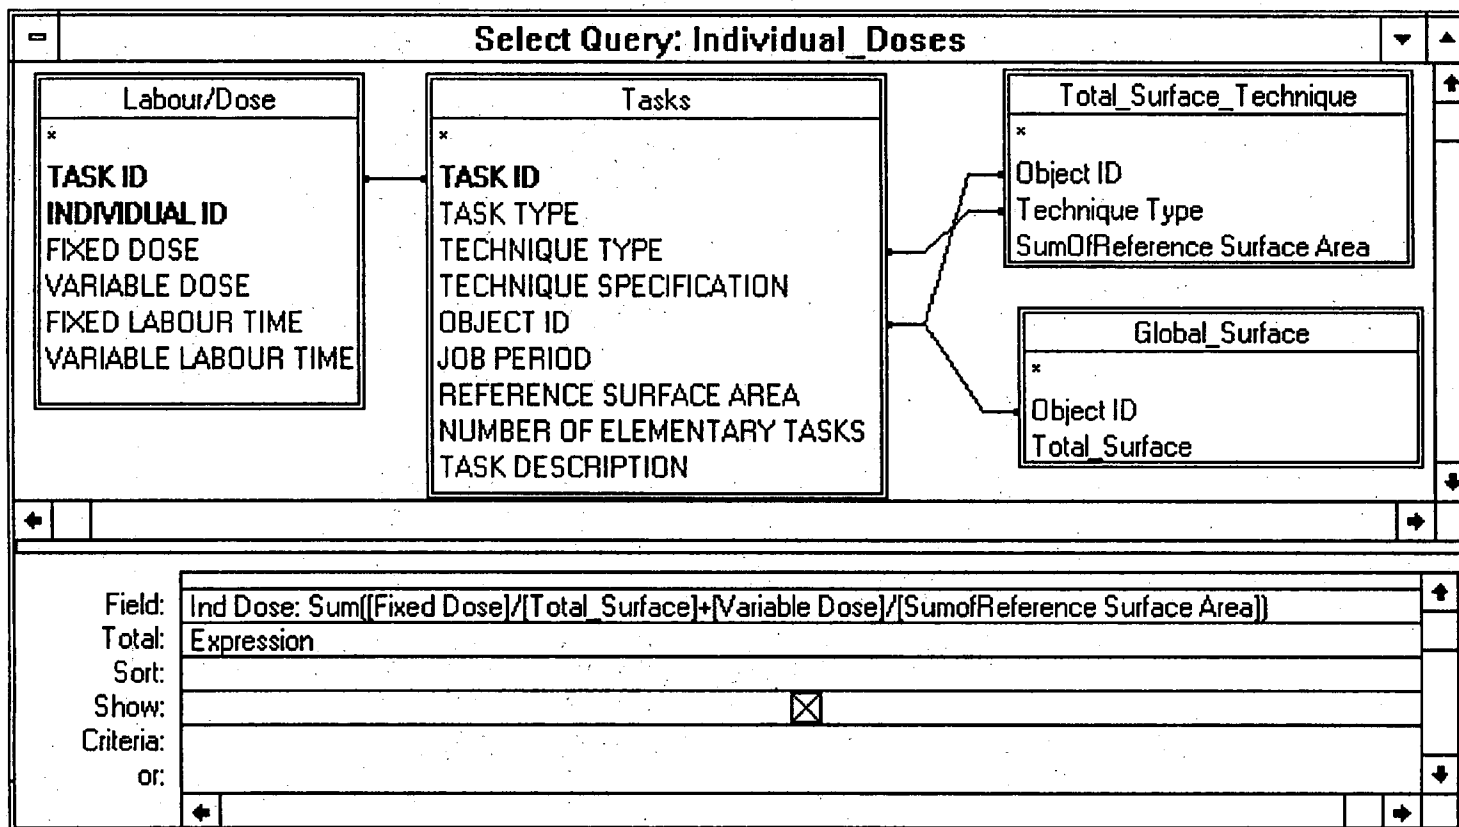 Select Query: Individual_Doses
Labour/Dose
*
TASK ID
INDIVIDUAL ID
FIXED DOSE
VARIABLE DOSE
FIXED LABOUR TIME
VARIABLE LABOUR TIME
Tasks
*
TASK ID
TASK TYPE
TECHNIQUE TYPE
TECHNIQUE SPECIFICATION
OBJECT ID
JOB PERIOD
REFERENCE SURFACE AREA
NUMBER OF ELEMENTARY TASKS
TASK DESCRIPTION
Total_Surface_Technique
*
Object ID
Technique Type
SumOfReference Surface Area
Global_Surface
*
Object ID
Total_Surface
Field: Ind Dose: Sum([Fixed Dose]/[Total_Surface]+[Variable Dose]/[SumofReference Surface Area])
Total: Expression
Sort:
Show:
Criteria:
or: